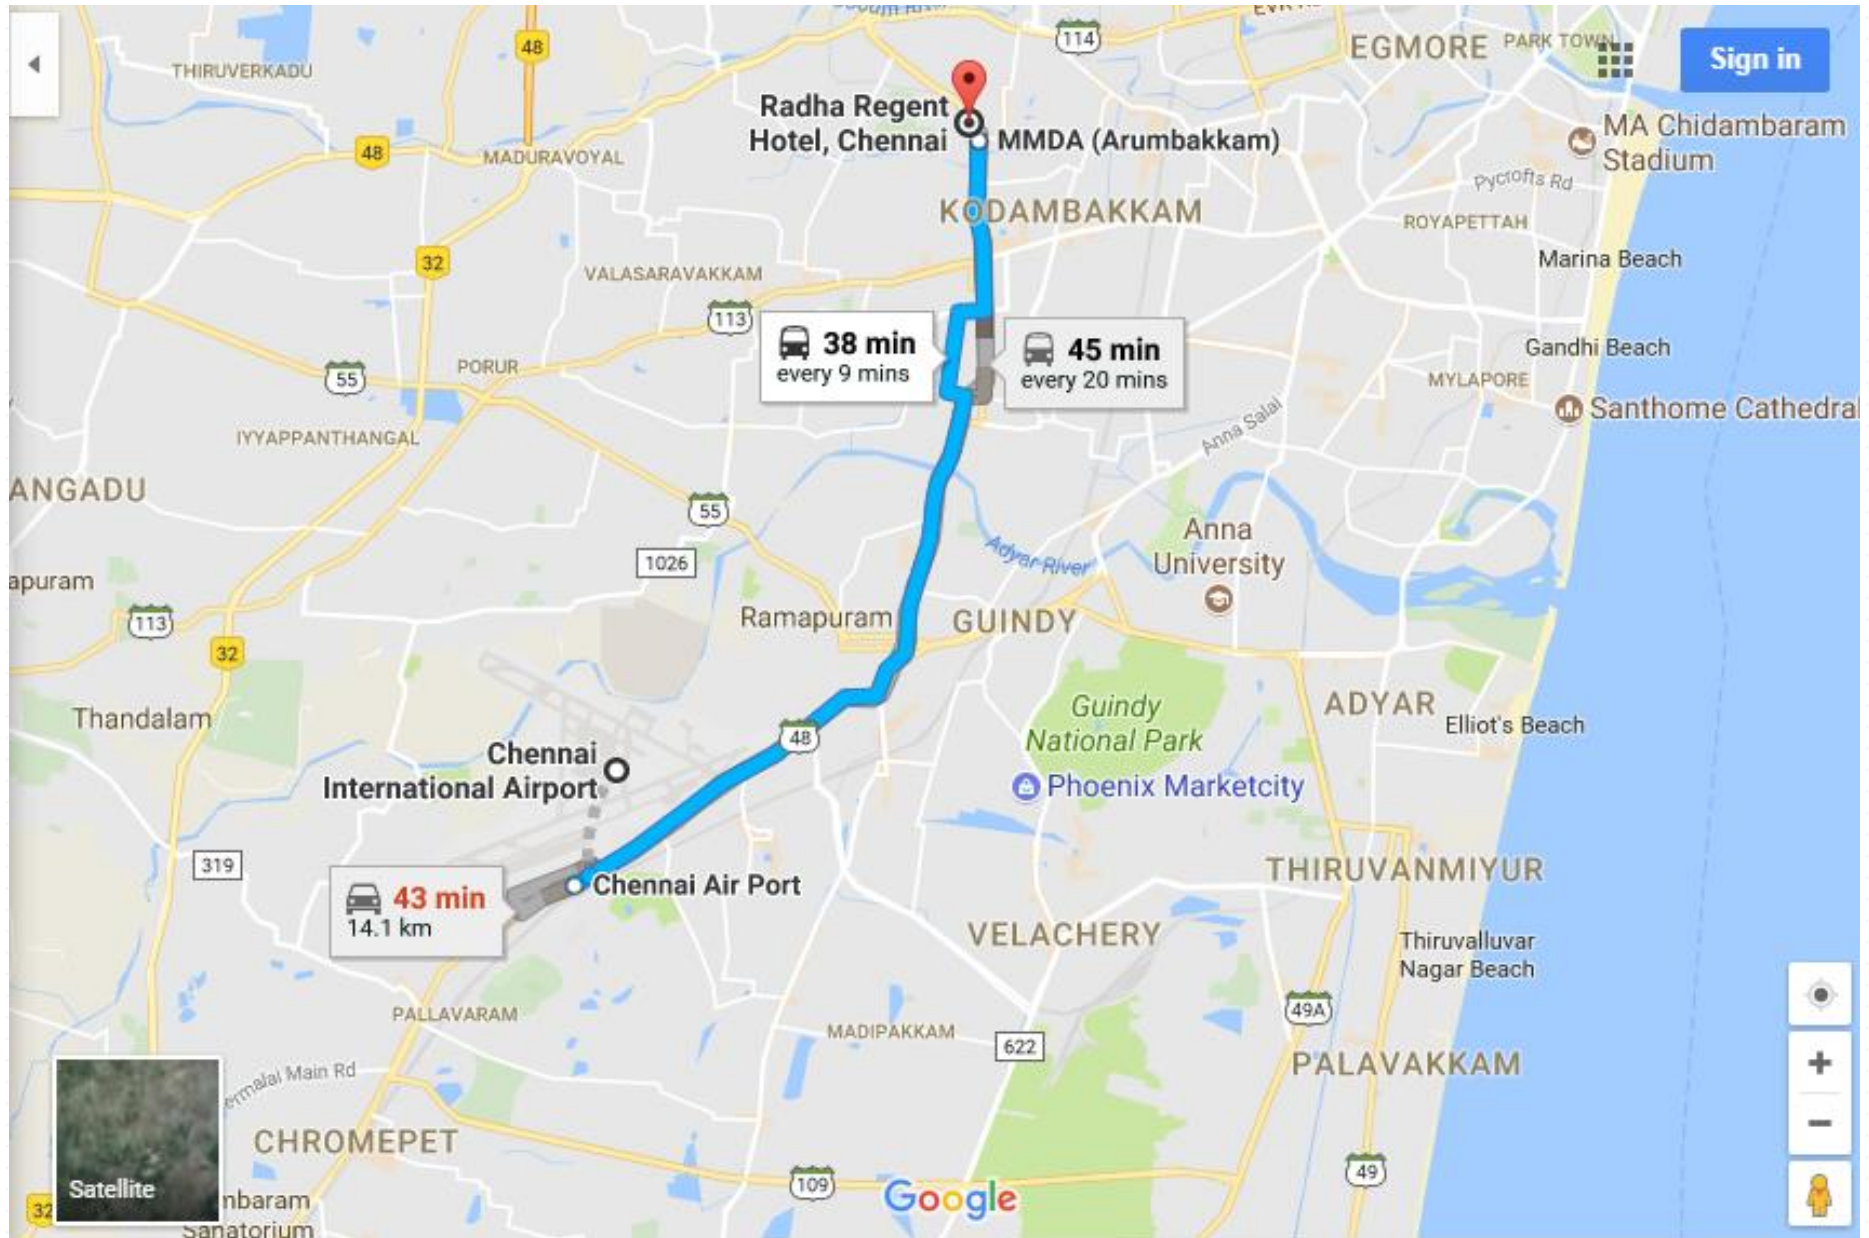 48
114
EGMORE
PARK TOWN
Sign in
THIRUVERKADU
Radha Regent
Hotel, Chennai
MMDA (Arumbakkam)
MA Chidambaram
Stadium
48
MADURAVOYAL
Pycrofts Rd
KODAMBAKKAM
ROYAPETTAH
32
VALASARAVAKKAM
Marina Beach
113
38 min
every 9 mins
45 min
every 20 mins
Gandhi Beach
55
PORUR
MYLAPORE
Santhome Cathedral
IYYAPPANTHANGAL
Anna Salai
ANGADU
55
Anna
University
Adyar River
1026
apuram
113
Ramapuram
GUINDY
32
Thandalam
Guindy
National Park
ADYAR
Elliot's Beach
48
Chennai
International Airport
Phoenix Marketcity
319
43 min
14.1 km
Chennai Air Port
THIRUVANMIYUR
VELACHERY
Thiruvalluvar
Nagar Beach
PALLAVARAM
MADIPAKKAM
622
49A
PALAVAKKAM
ermalai Main Rd
CHROMEPET
Satellite
32
mbaram
Sanatorium
109
Google
49